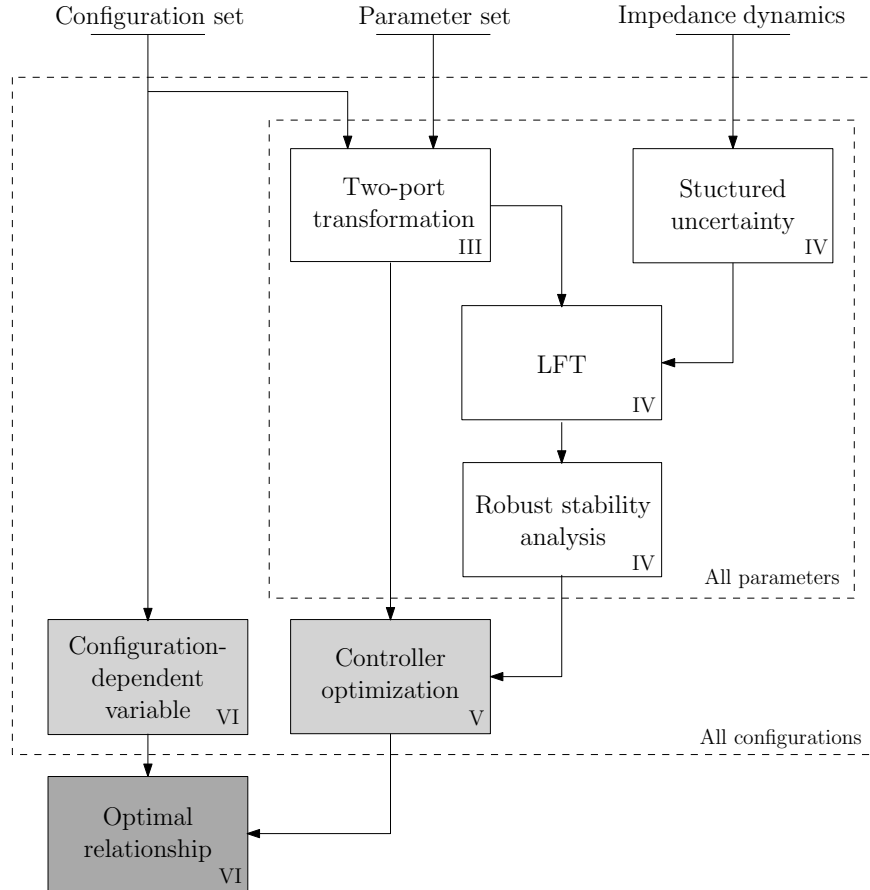 Configuration set
Parameter set
Impedance dynamics
Two-port
transformation
III
Stuctured
uncertainty
IV
LFT
IV
Robust stability
analysis
IV
All parameters
Configuration-
dependent
variable
VI
Controller
optimization
V
All configurations
Optimal
relationship
VI